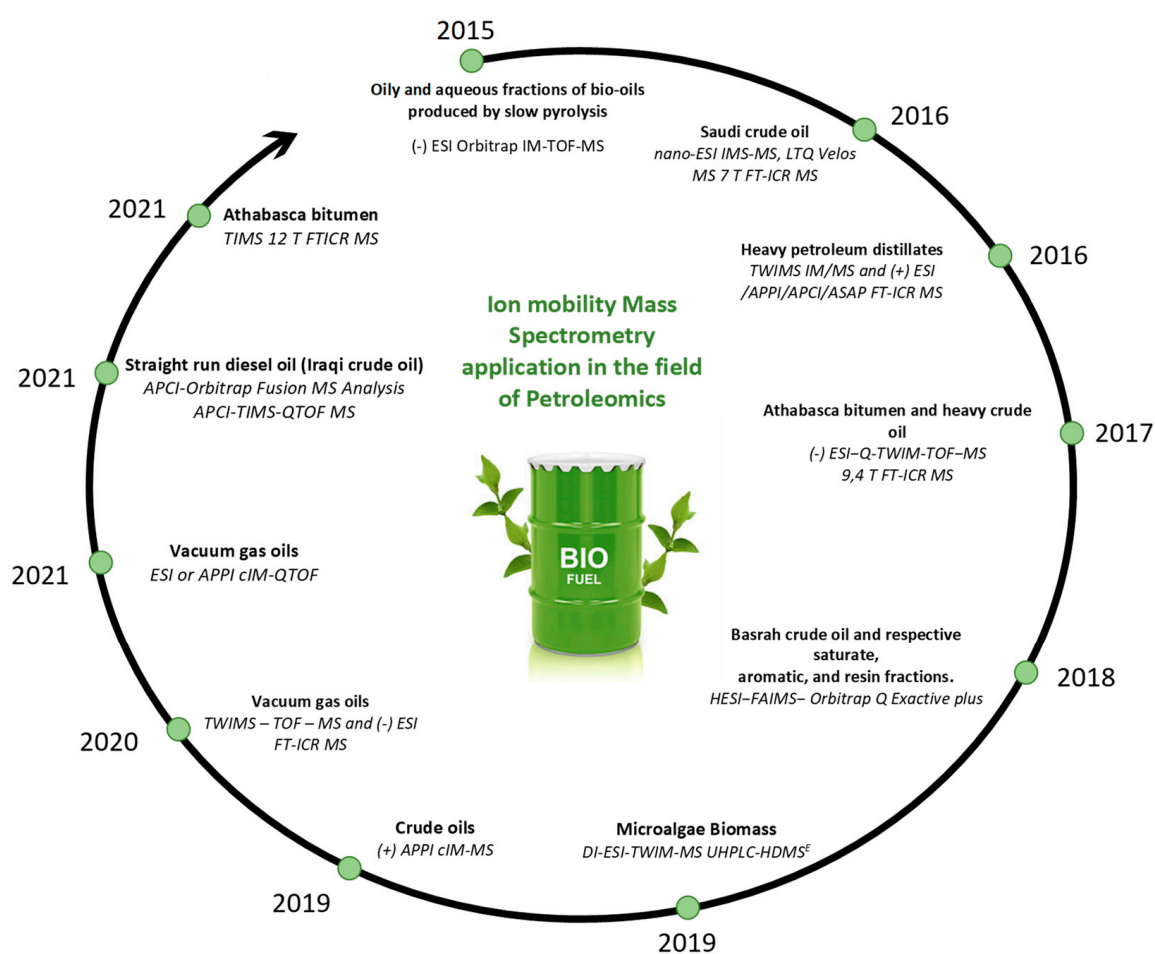 2015
Oily and aqueous fractions of bio-oils
produced by slow pyrolysis
(-) ESI Orbitrap IM-TOF-MS
2016
Saudi crude oil
nano-ESI IMS-MS, LTQ Velos
MS 7 T FT-ICR MS
2016
Heavy petroleum distillates
TWIMS IM/MS and (+) ESI
/APPI/APCI/ASAP FT-ICR MS
2017
Athabasca bitumen and heavy crude
oil
(-) ESI–Q-TWIM-TOF–MS
9,4 T FT-ICR MS
2018
Basrah crude oil and respective
saturate,
aromatic, and resin fractions.
HESI–FAIMS– Orbitrap Q Exactive plus
2019
Microalgae Biomass
DI-ESI-TWIM-MS UHPLC-HDMSᴱ
2019
Crude oils
(+) APPI cIM-MS
2020
Vacuum gas oils
TWIMS – TOF – MS and (-) ESI
FT-ICR MS
2021
Vacuum gas oils
ESI or APPI cIM-QTOF
2021
Straight run diesel oil (Iraqi crude oil)
APCI-Orbitrap Fusion MS Analysis
APCI-TIMS-QTOF MS
2021
Athabasca bitumen
TIMS 12 T FTICR MS
Ion mobility Mass
Spectrometry
application in the field
of Petroleomics
BIO
FUEL